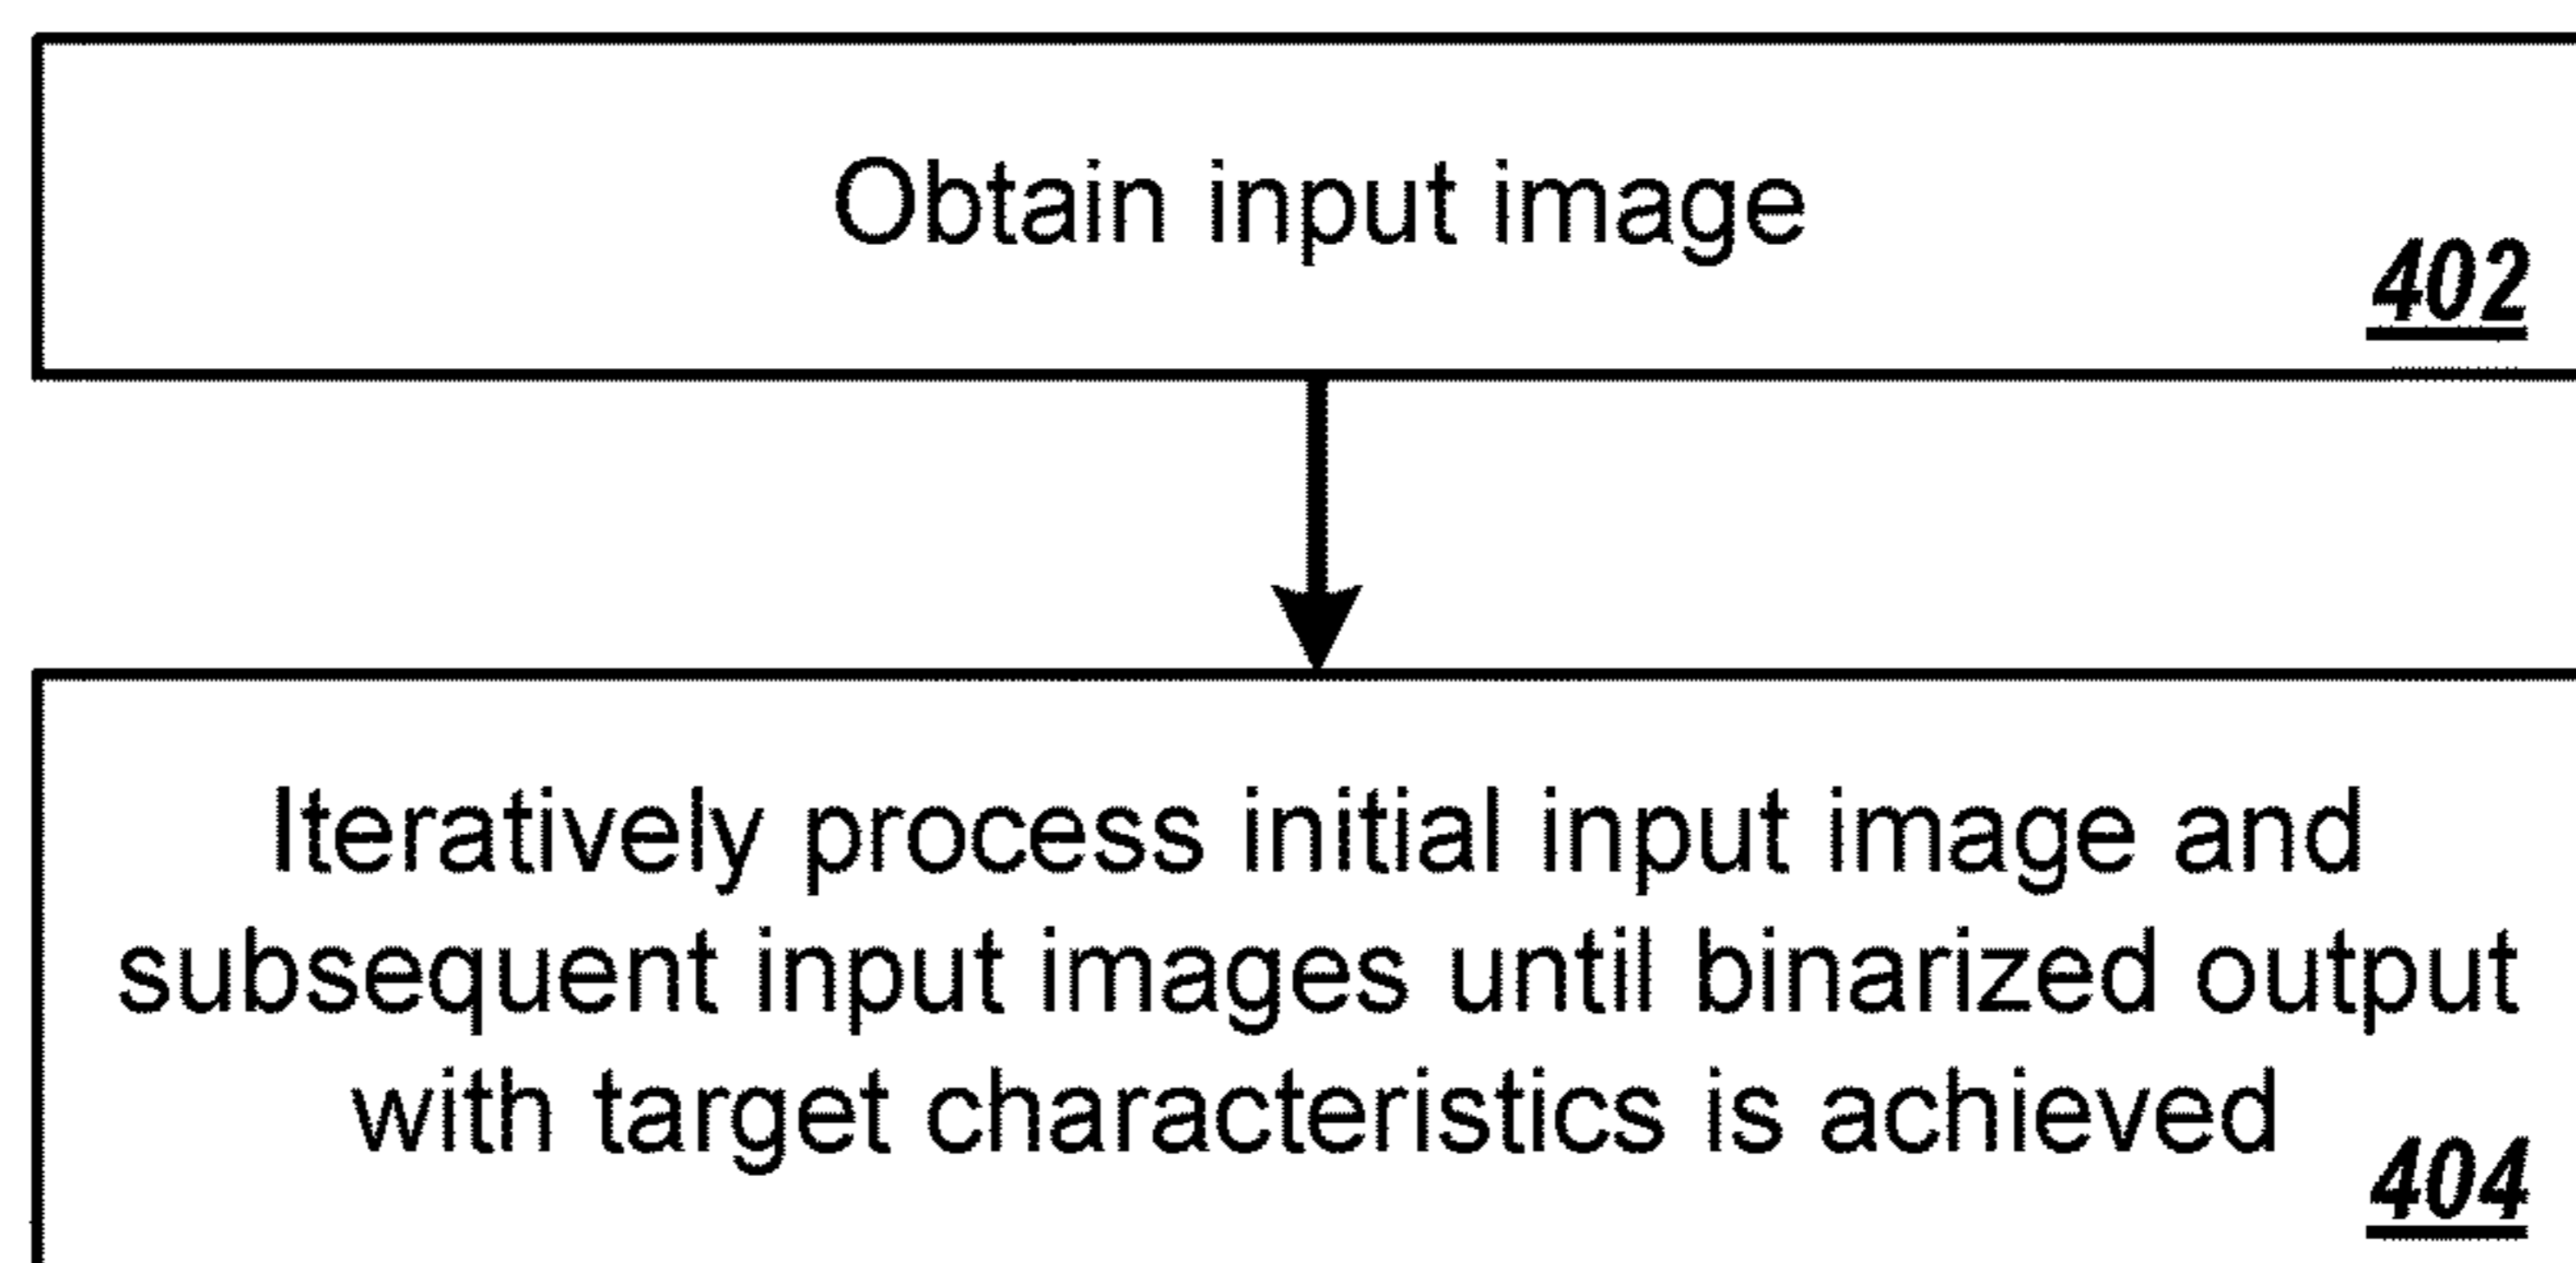 Obtain input image
402
Iteratively process initial input image and
subsequent input images until binarized output
with target characteristics is achieved
404